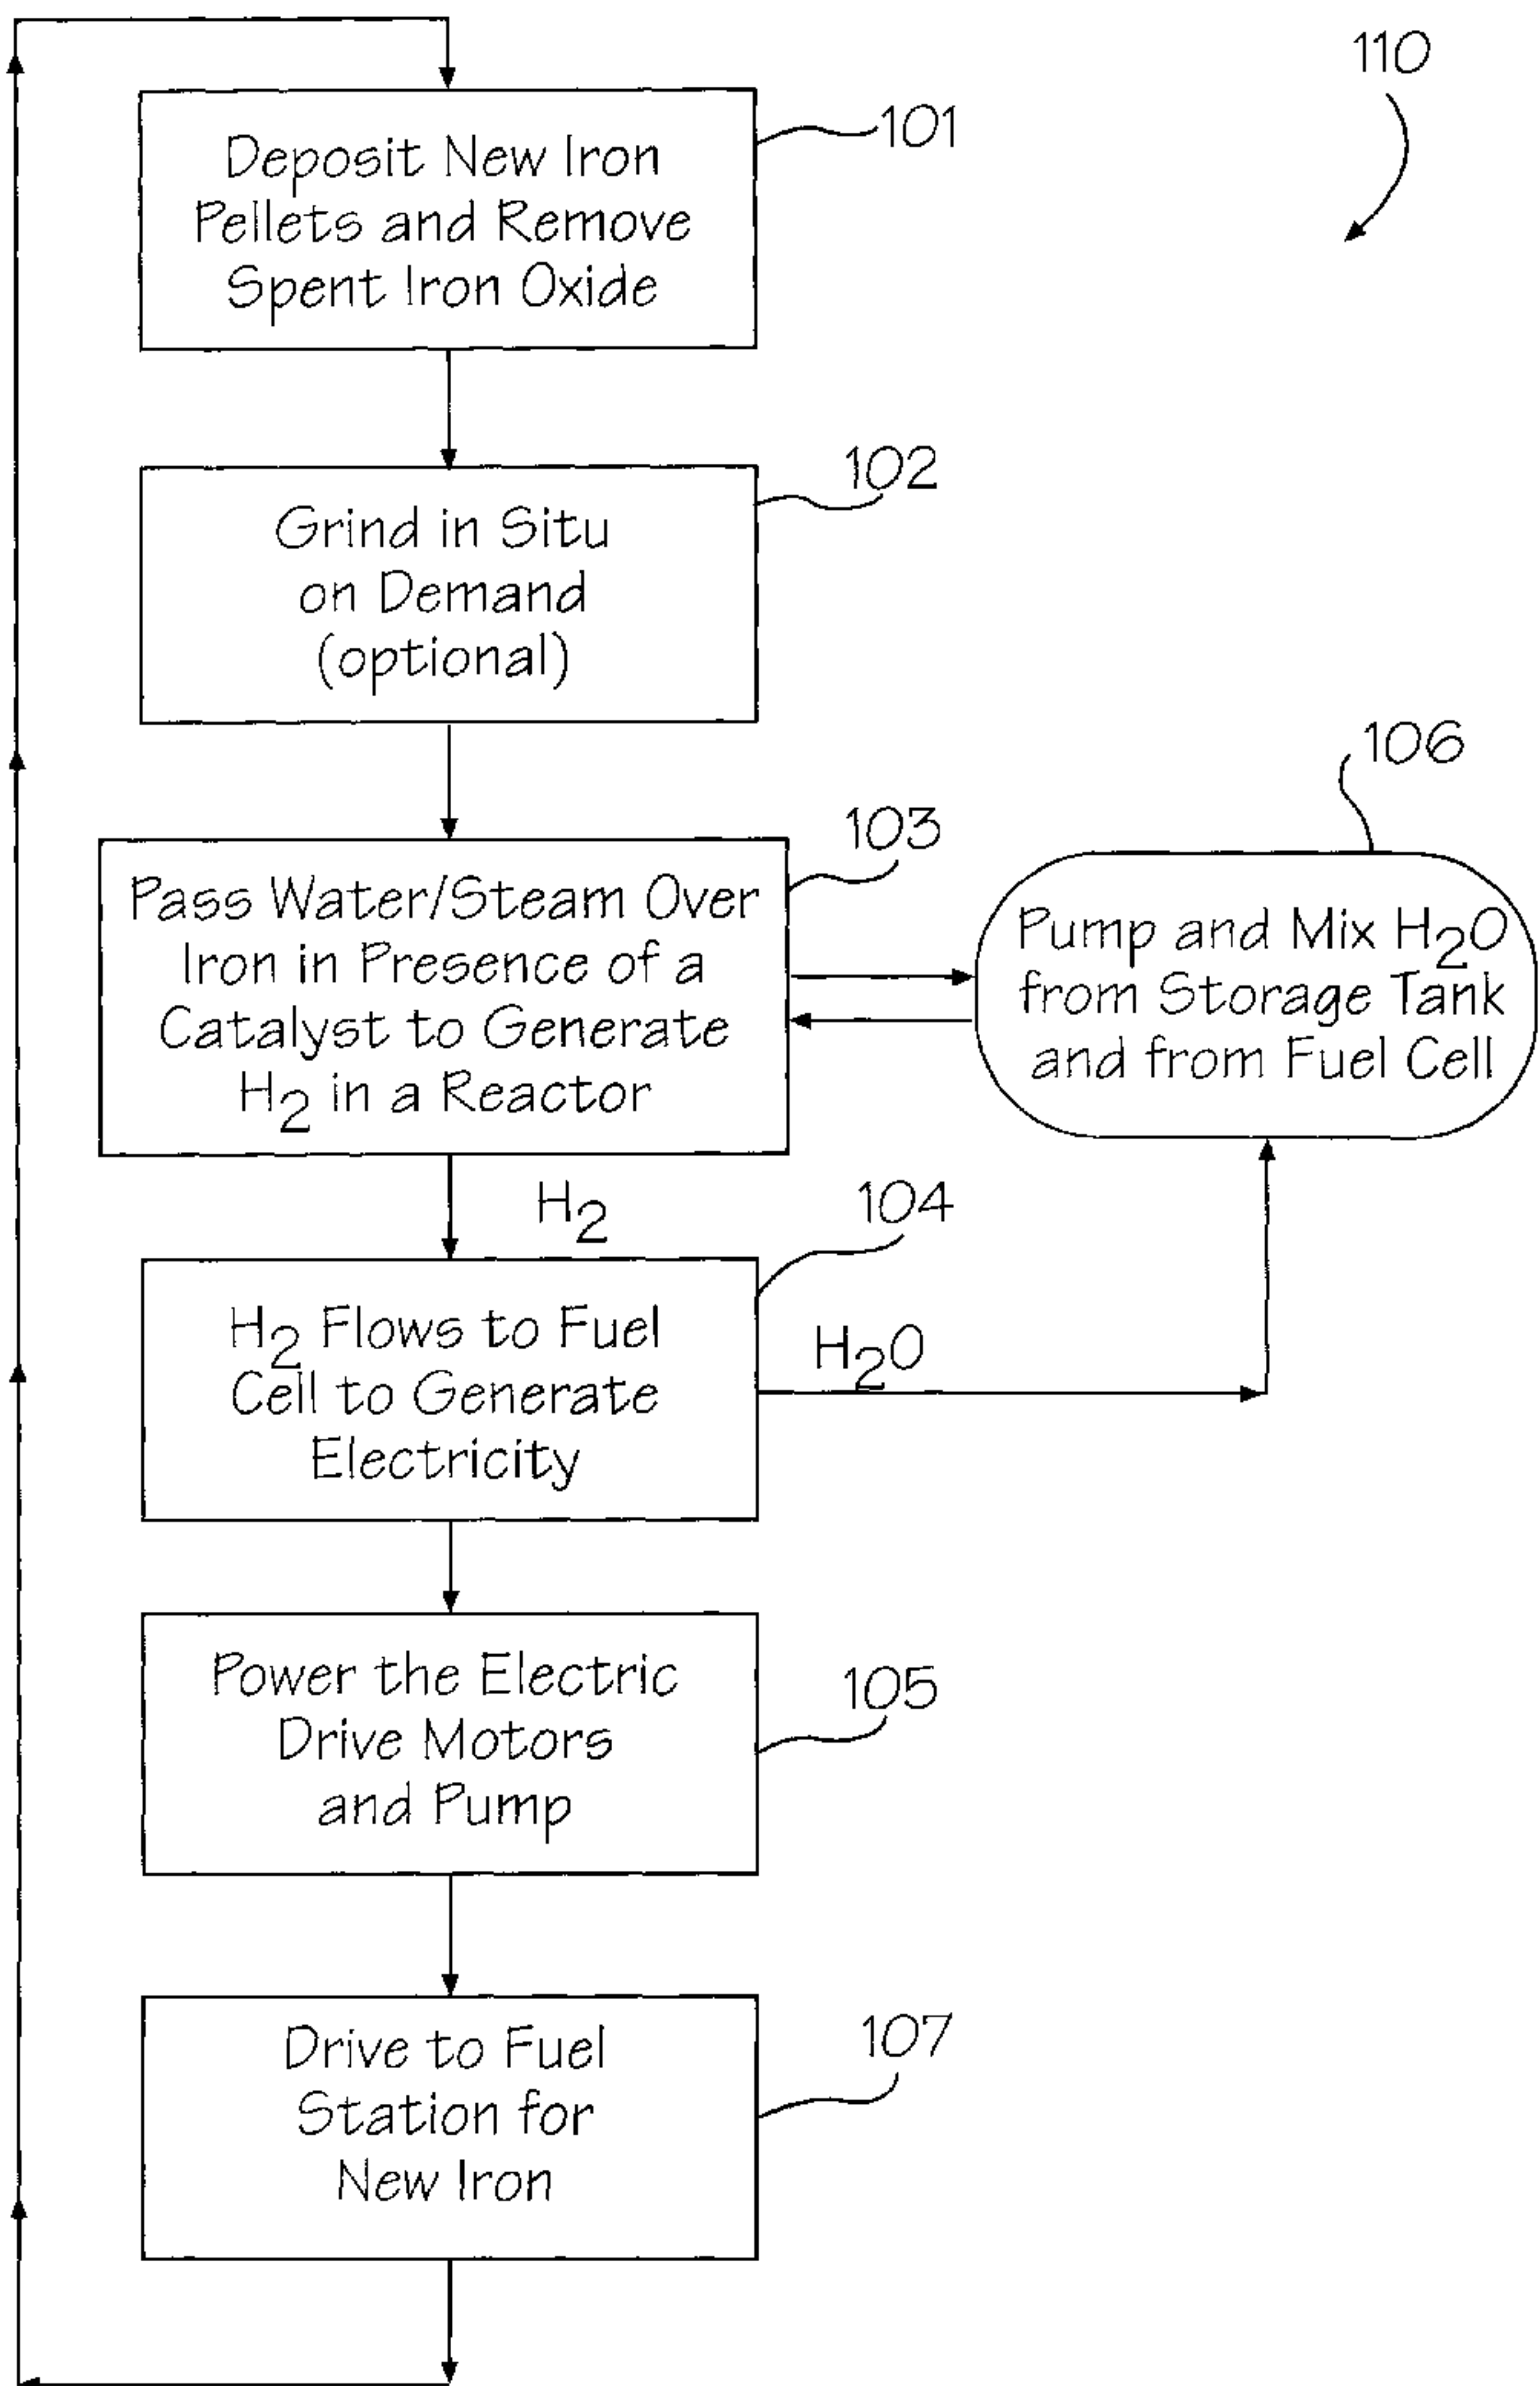 110
101
Deposit New Iron
Pellets and Remove
Spent Iron Oxide
102
Grind in Situ
on Demand
(optional)
103
Pass Water/Steam Over
Iron in Presence of a
Catalyst to Generate
H2 in a Reactor
106
Pump and Mix H2O
from Storage Tank
and from Fuel Cell
H2
104
H2 Flows to Fuel
Cell to Generate
Electricity
H2O
105
Power the Electric
Drive Motors
and Pump
107
Drive to Fuel
Station for
New Iron